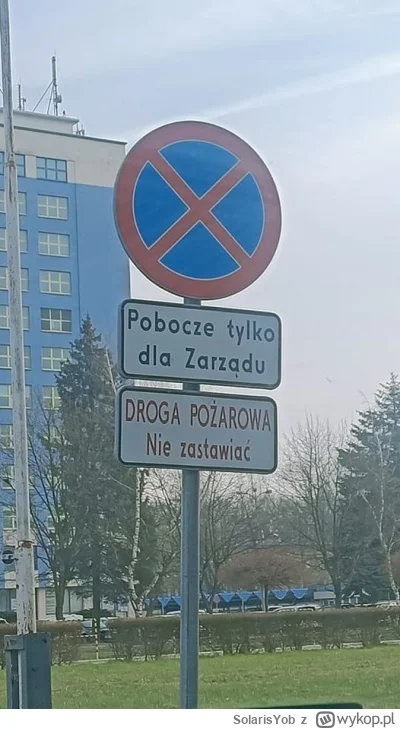 Pobocze tylko
dla Zarządu
DROGA POŻAROWA
Nie zastawiać
SolarisYob z wykop.pl